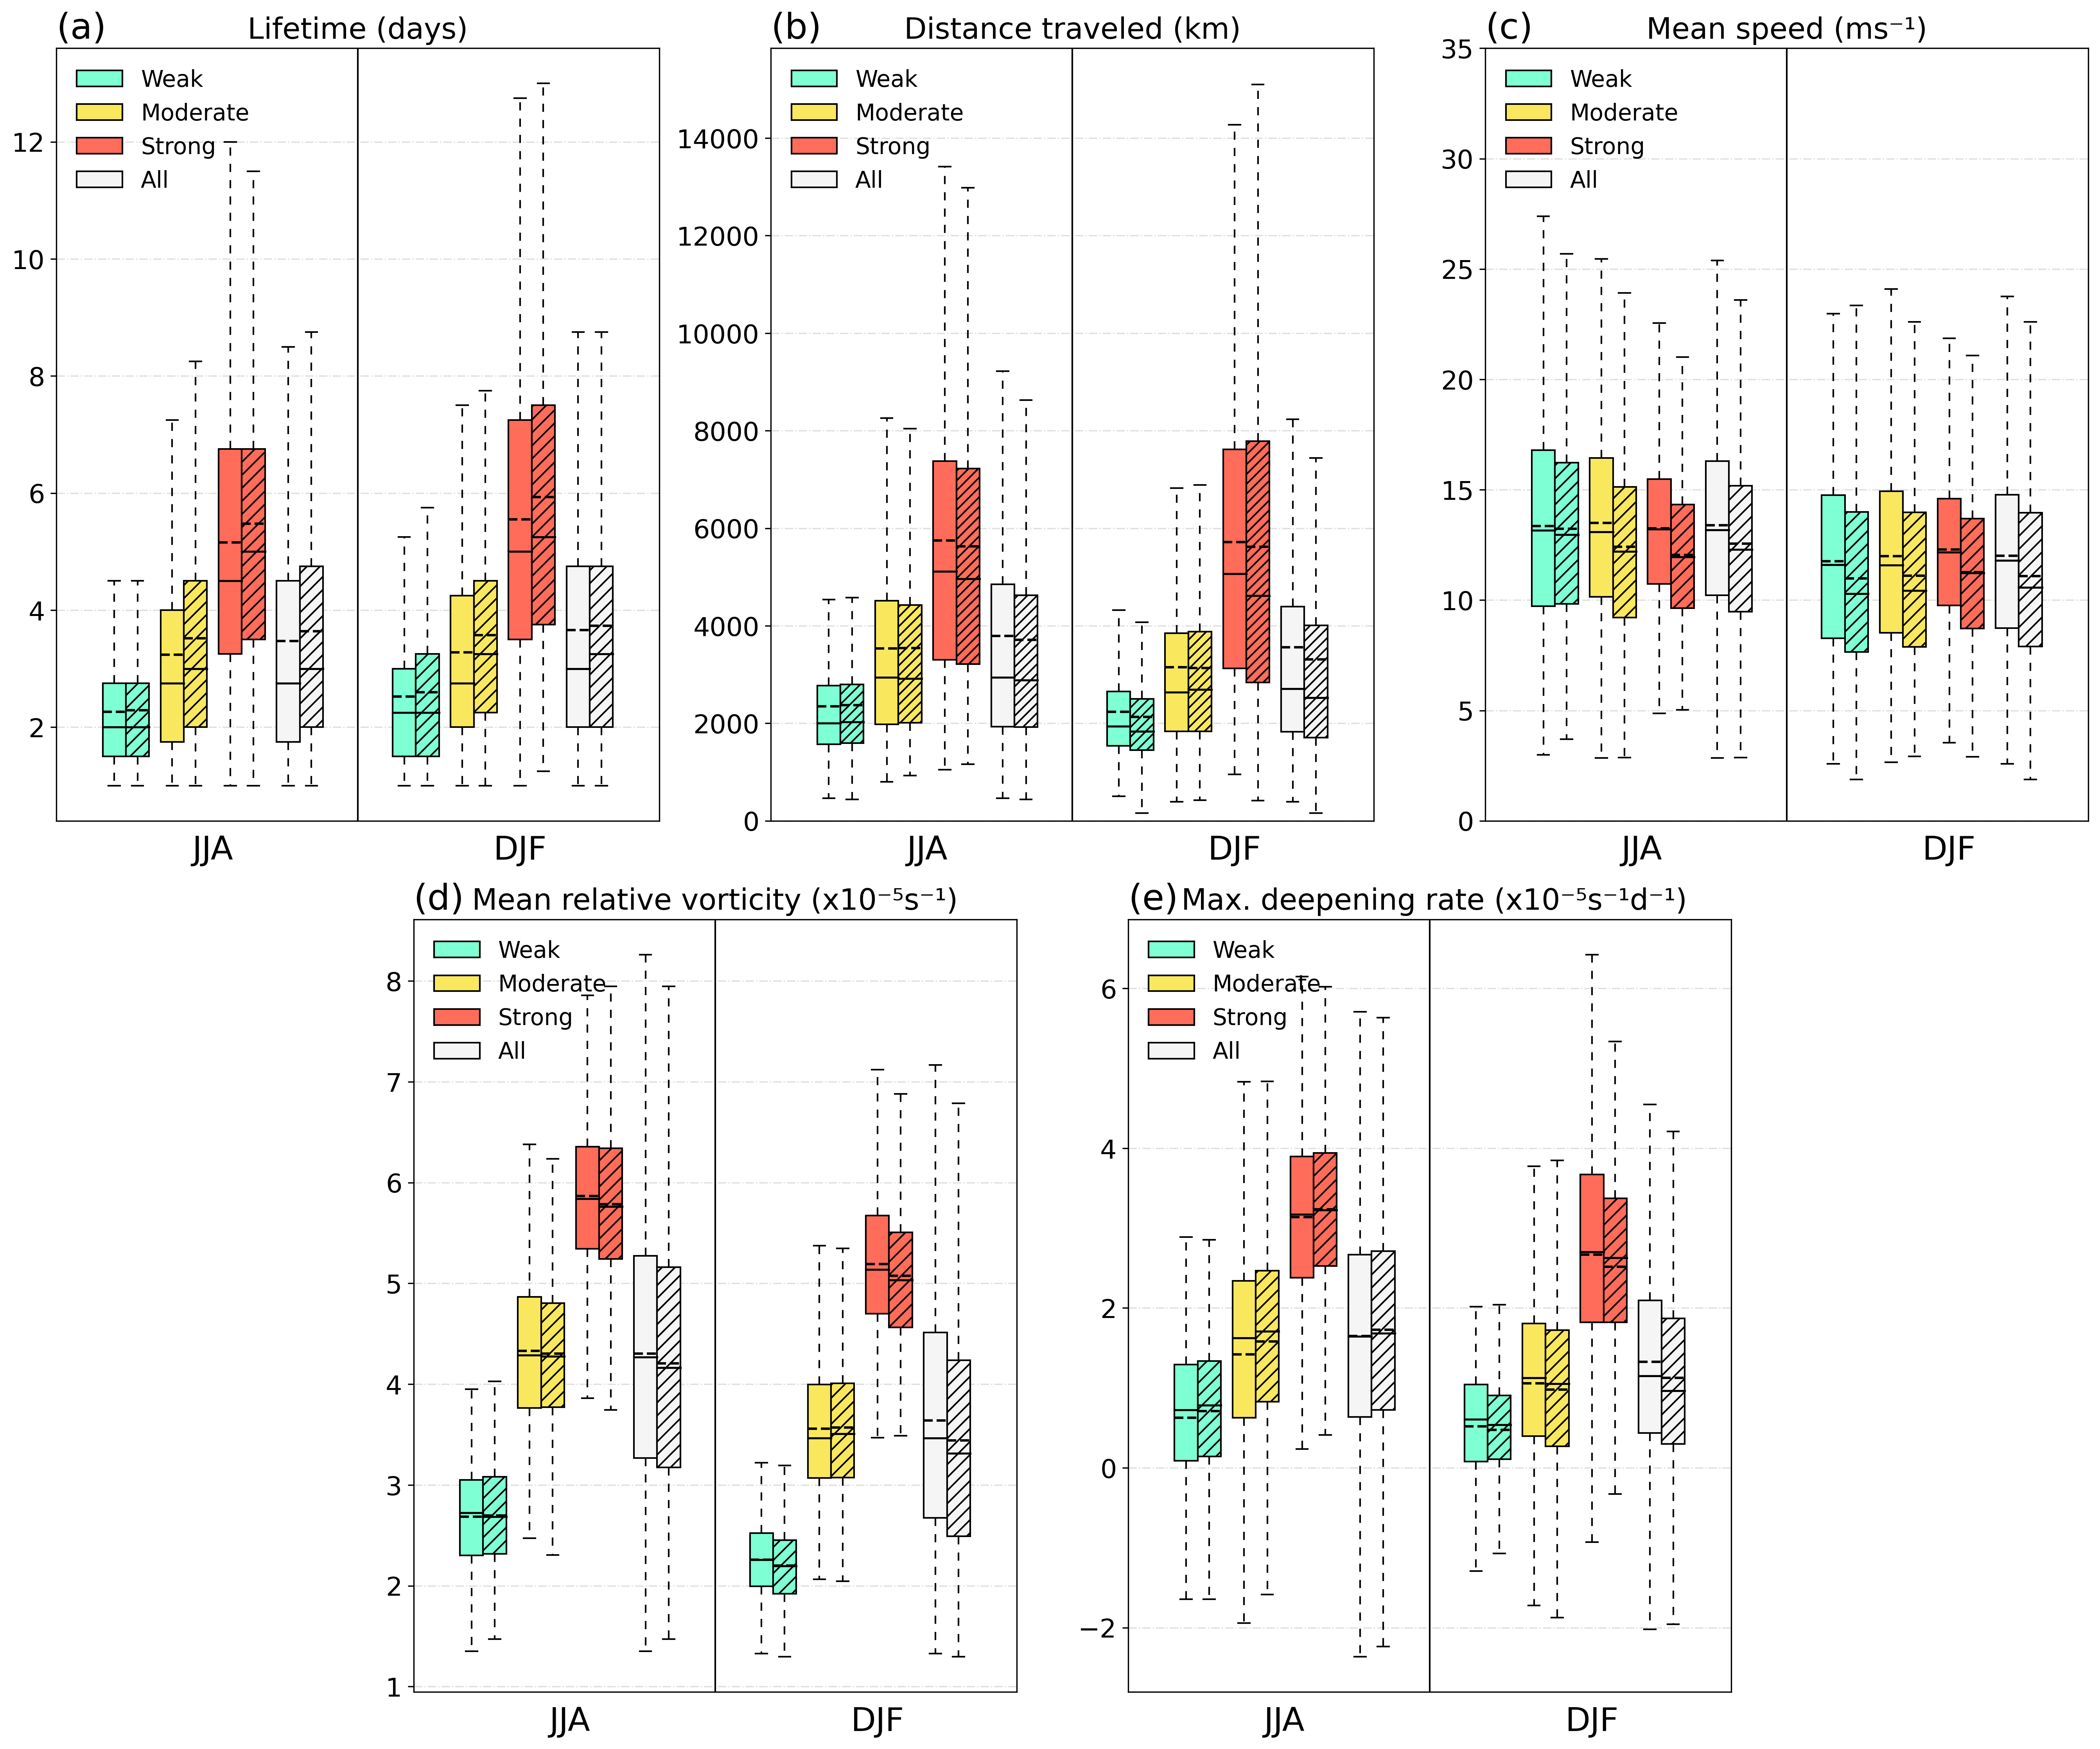 (a) Lifetime (days)
Weak
Moderate
Strong
All
12
10
8
6
4
2
JJA DJF
(b) Distance traveled (km)
Weak
Moderate
Strong
All
14000
12000
10000
8000
6000
4000
2000
0
JJA DJF
(c) Mean speed (ms⁻¹)
Weak
Moderate
Strong
All
35
30
25
20
15
10
5
0
JJA DJF
(d) Mean relative vorticity (x10⁻⁵s⁻¹)
Weak
Moderate
Strong
All
8
7
6
5
4
3
2
1
JJA DJF
(e) Max. deepening rate (x10⁻⁵s⁻¹d⁻¹)
Weak
Moderate
Strong
All
6
4
2
0
−2
JJA DJF